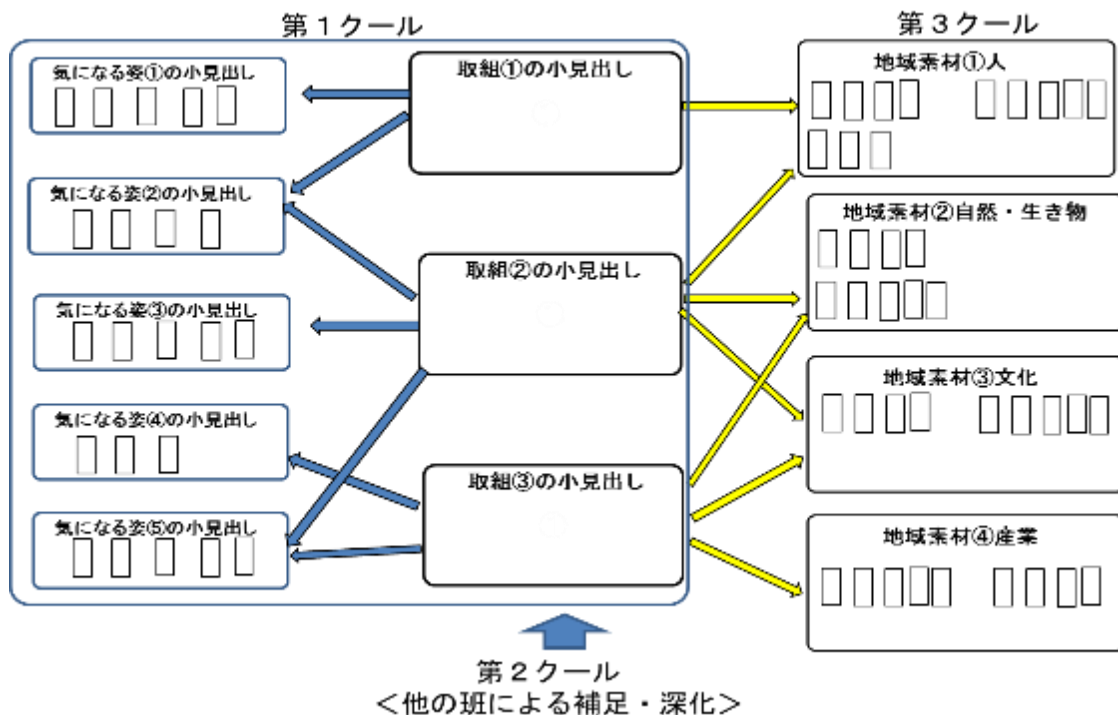 第１クール
気になる姿①の小見出し
気になる姿②の小見出し
気になる姿③の小見出し
気になる姿④の小見出し
気になる姿⑤の小見出し
取組①の小見出し
取組②の小見出し
取組③の小見出し
第３クール
地域素材①人
地域素材②自然・生き物
地域素材③文化
地域素材④産業
第２クール
＜他の班による補足・深化＞